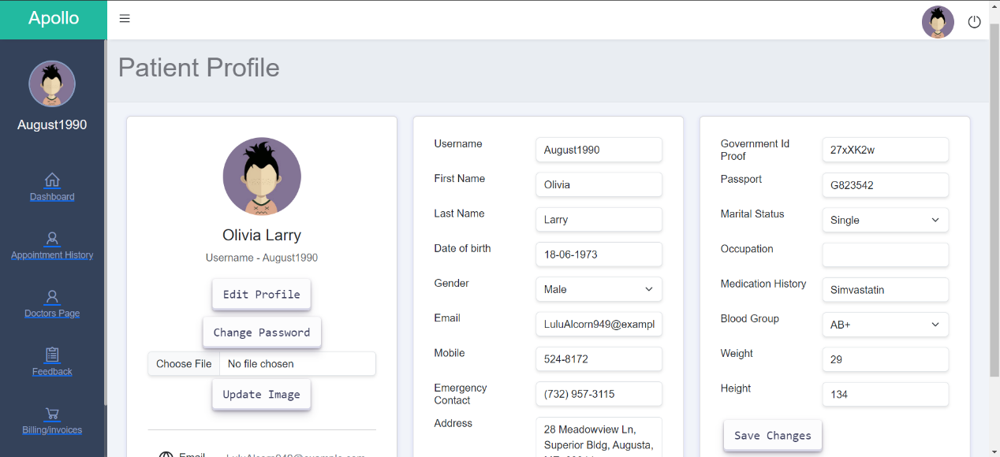 Apollo
August1990
Dashboard
Appointment History
Doctors Page
Feedback
Billing/invoices
Patient Profile
Olivia Larry
Username - August1990
Edit Profile
Change Password
Choose File No file chosen
Update Image
Email LuluAlcorn949@example.com
Username August1990
First Name Olivia
Last Name Larry
Date of birth 18-06-1973
Gender Male
Email LuluAlcorn949@exampl
Mobile 524-8172
Emergency
Contact
(732) 957-3115
Address
28 Meadowview Ln,
Superior Bldg, Augusta,
Government Id
Proof
27xXK2w
Passport G823542
Marital Status Single
Occupation
Medication History Simvastatin
Blood Group AB+
Weight 29
Height 134
Save Changes